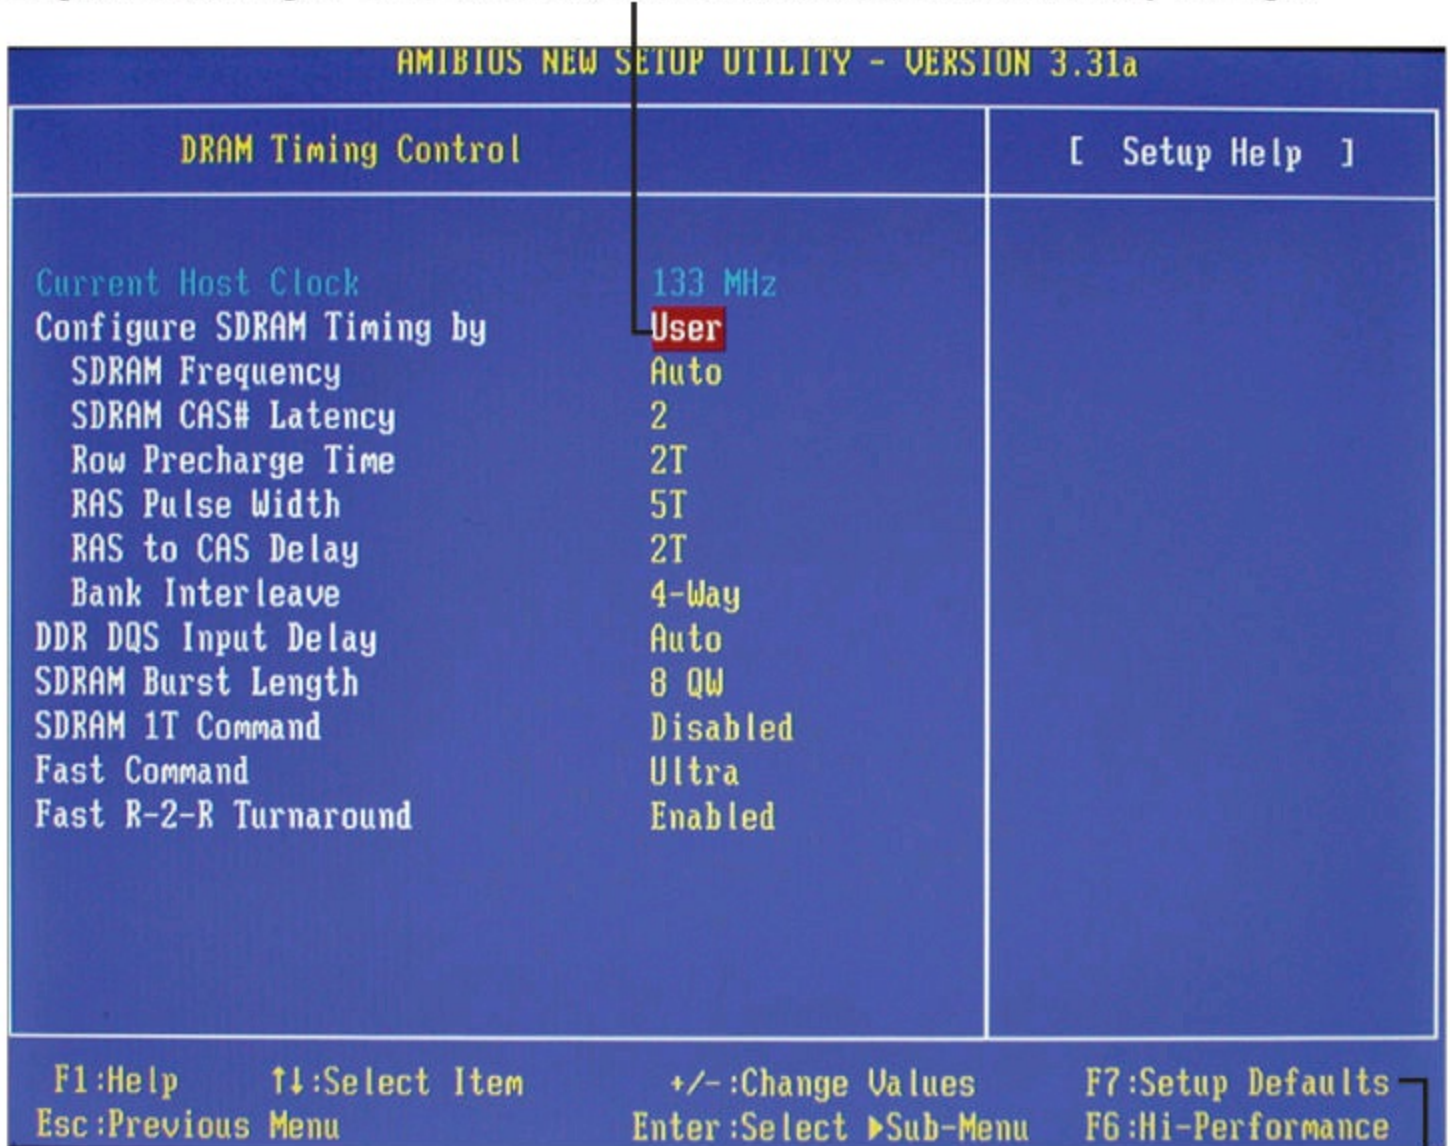 AMIBIOS NEW SETUP UTILITY - VERSION 3.31a
DRAM Timing Control
[ Setup Help ]
Current Host Clock 133 MHz
Configure SDRAM Timing by User
SDRAM Frequency Auto
SDRAM CAS# Latency 2
Row Precharge Time 2T
RAS Pulse Width 5T
RAS to CAS Delay 2T
Bank Interleave 4-Way
DDR DQS Input Delay Auto
SDRAM Burst Length 8 QW
SDRAM 1T Command Disabled
Fast Command Ultra
Fast R-2-R Turnaround Enabled
F1:Help ↑↓:Select Item +/-:Change Values F7:Setup Defaults
Esc:Previous Menu Enter:Select ▶Sub-Menu F6:Hi-Performance